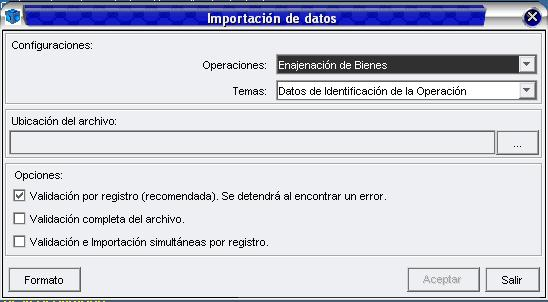 Importación de datos
Configuraciones:
Operaciones: Enajenación de Bienes
Temas: Datos de Identificación de la Operación
Ubicación del archivo:
...
Opciones:
Validación por registro (recomendada). Se detendrá al encontrar un error.
Validación completa del archivo.
Validación e Importación simultáneas por registro.
Formato Aceptar Salir